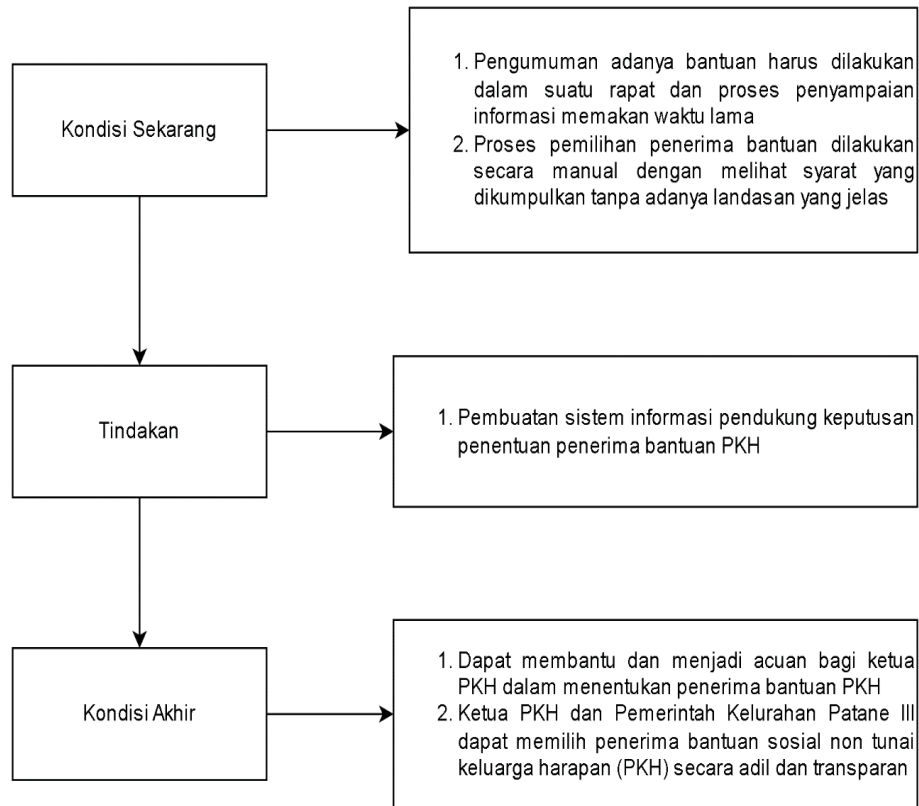 Kondisi Sekarang
1. Pengumuman adanya bantuan harus dilakukan
dalam suatu rapat dan proses penyampaian
informasi memakan waktu lama
2. Proses pemilihan penerima bantuan dilakukan
secara manual dengan melihat syarat yang
dikumpulkan tanpa adanya landasan yang jelas
Tindakan
1. Pembuatan sistem informasi pendukung keputusan
penentuan penerima bantuan PKH
Kondisi Akhir
1. Dapat membantu dan menjadi acuan bagi ketua
PKH dalam menentukan penerima bantuan PKH
2. Ketua PKH dan Pemerintah Kelurahan Patane III
dapat memilih penerima bantuan sosial non tunai
keluarga harapan (PKH) secara adil dan transparan